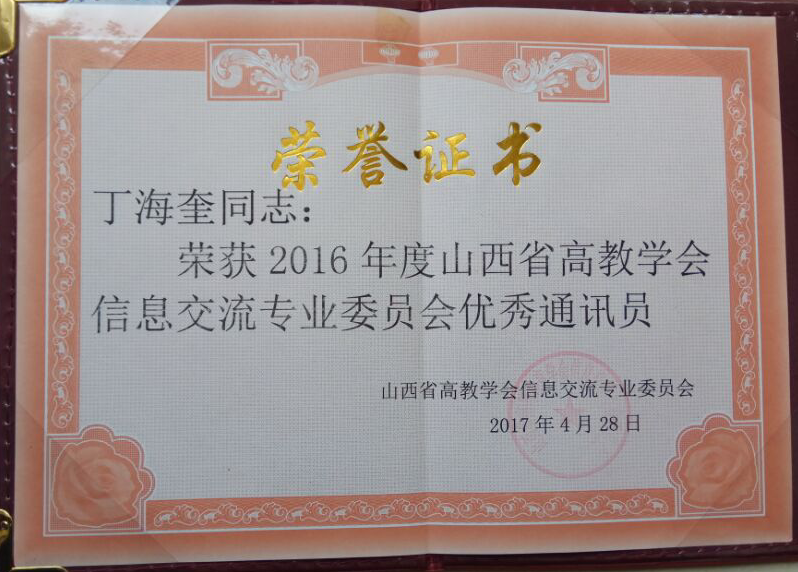 荣誉证书
丁海奎同志：
荣获 2016 年度山西省高教学会
信息交流专业委员会优秀通讯员
山西省高教学会信息交流专业委员会
2017 年 4 月 28 日